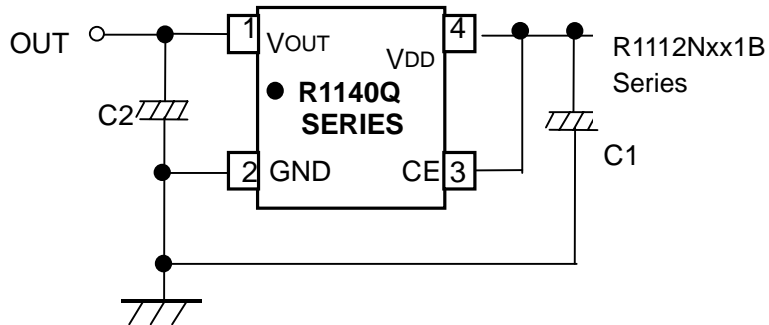 OUT
1
VOUT
4
VDD
R1112Nxx1B
Series
R1140Q
SERIES
C2
C1
2
GND
CE
3